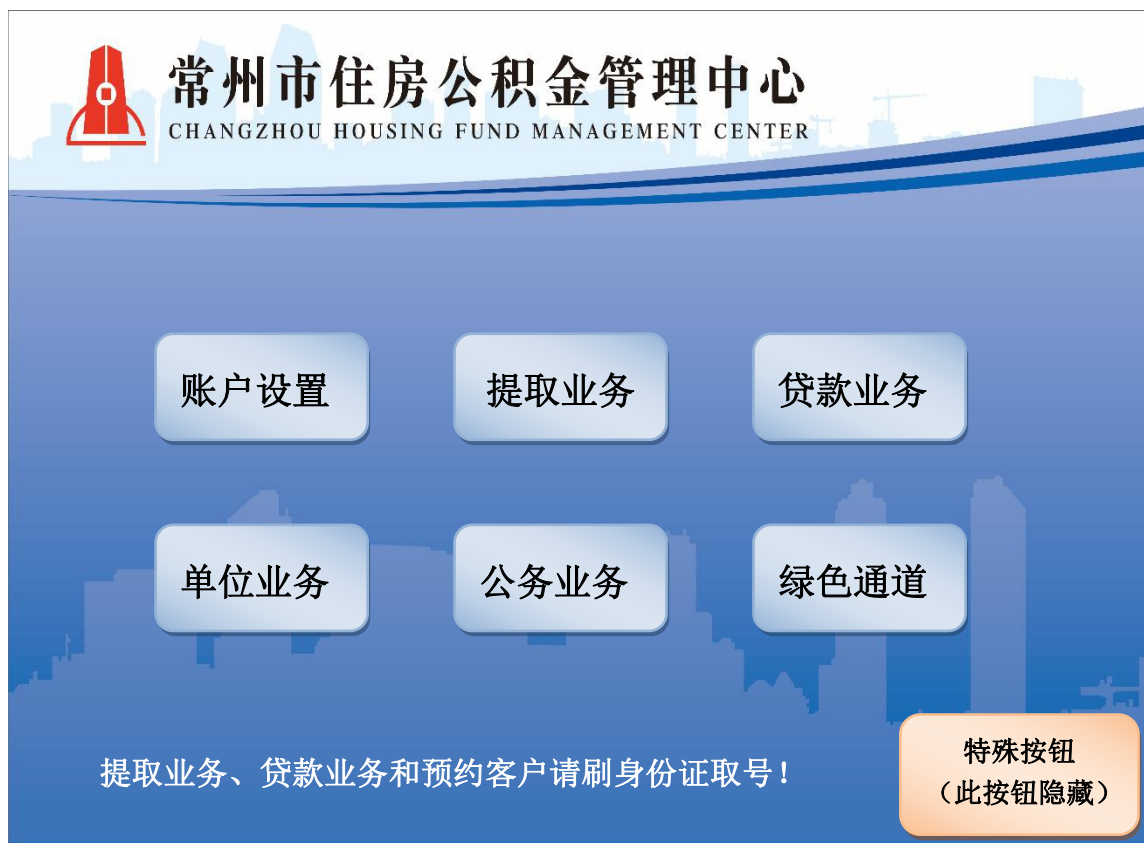 常州市住房公积金管理中心
CHANGZHOU HOUSING FUND MANAGEMENT CENTER
账户设置
提取业务
贷款业务
单位业务
公务业务
绿色通道
提取业务、贷款业务和预约客户请刷身份证取号！
特殊按钮
（此按钮隐藏）